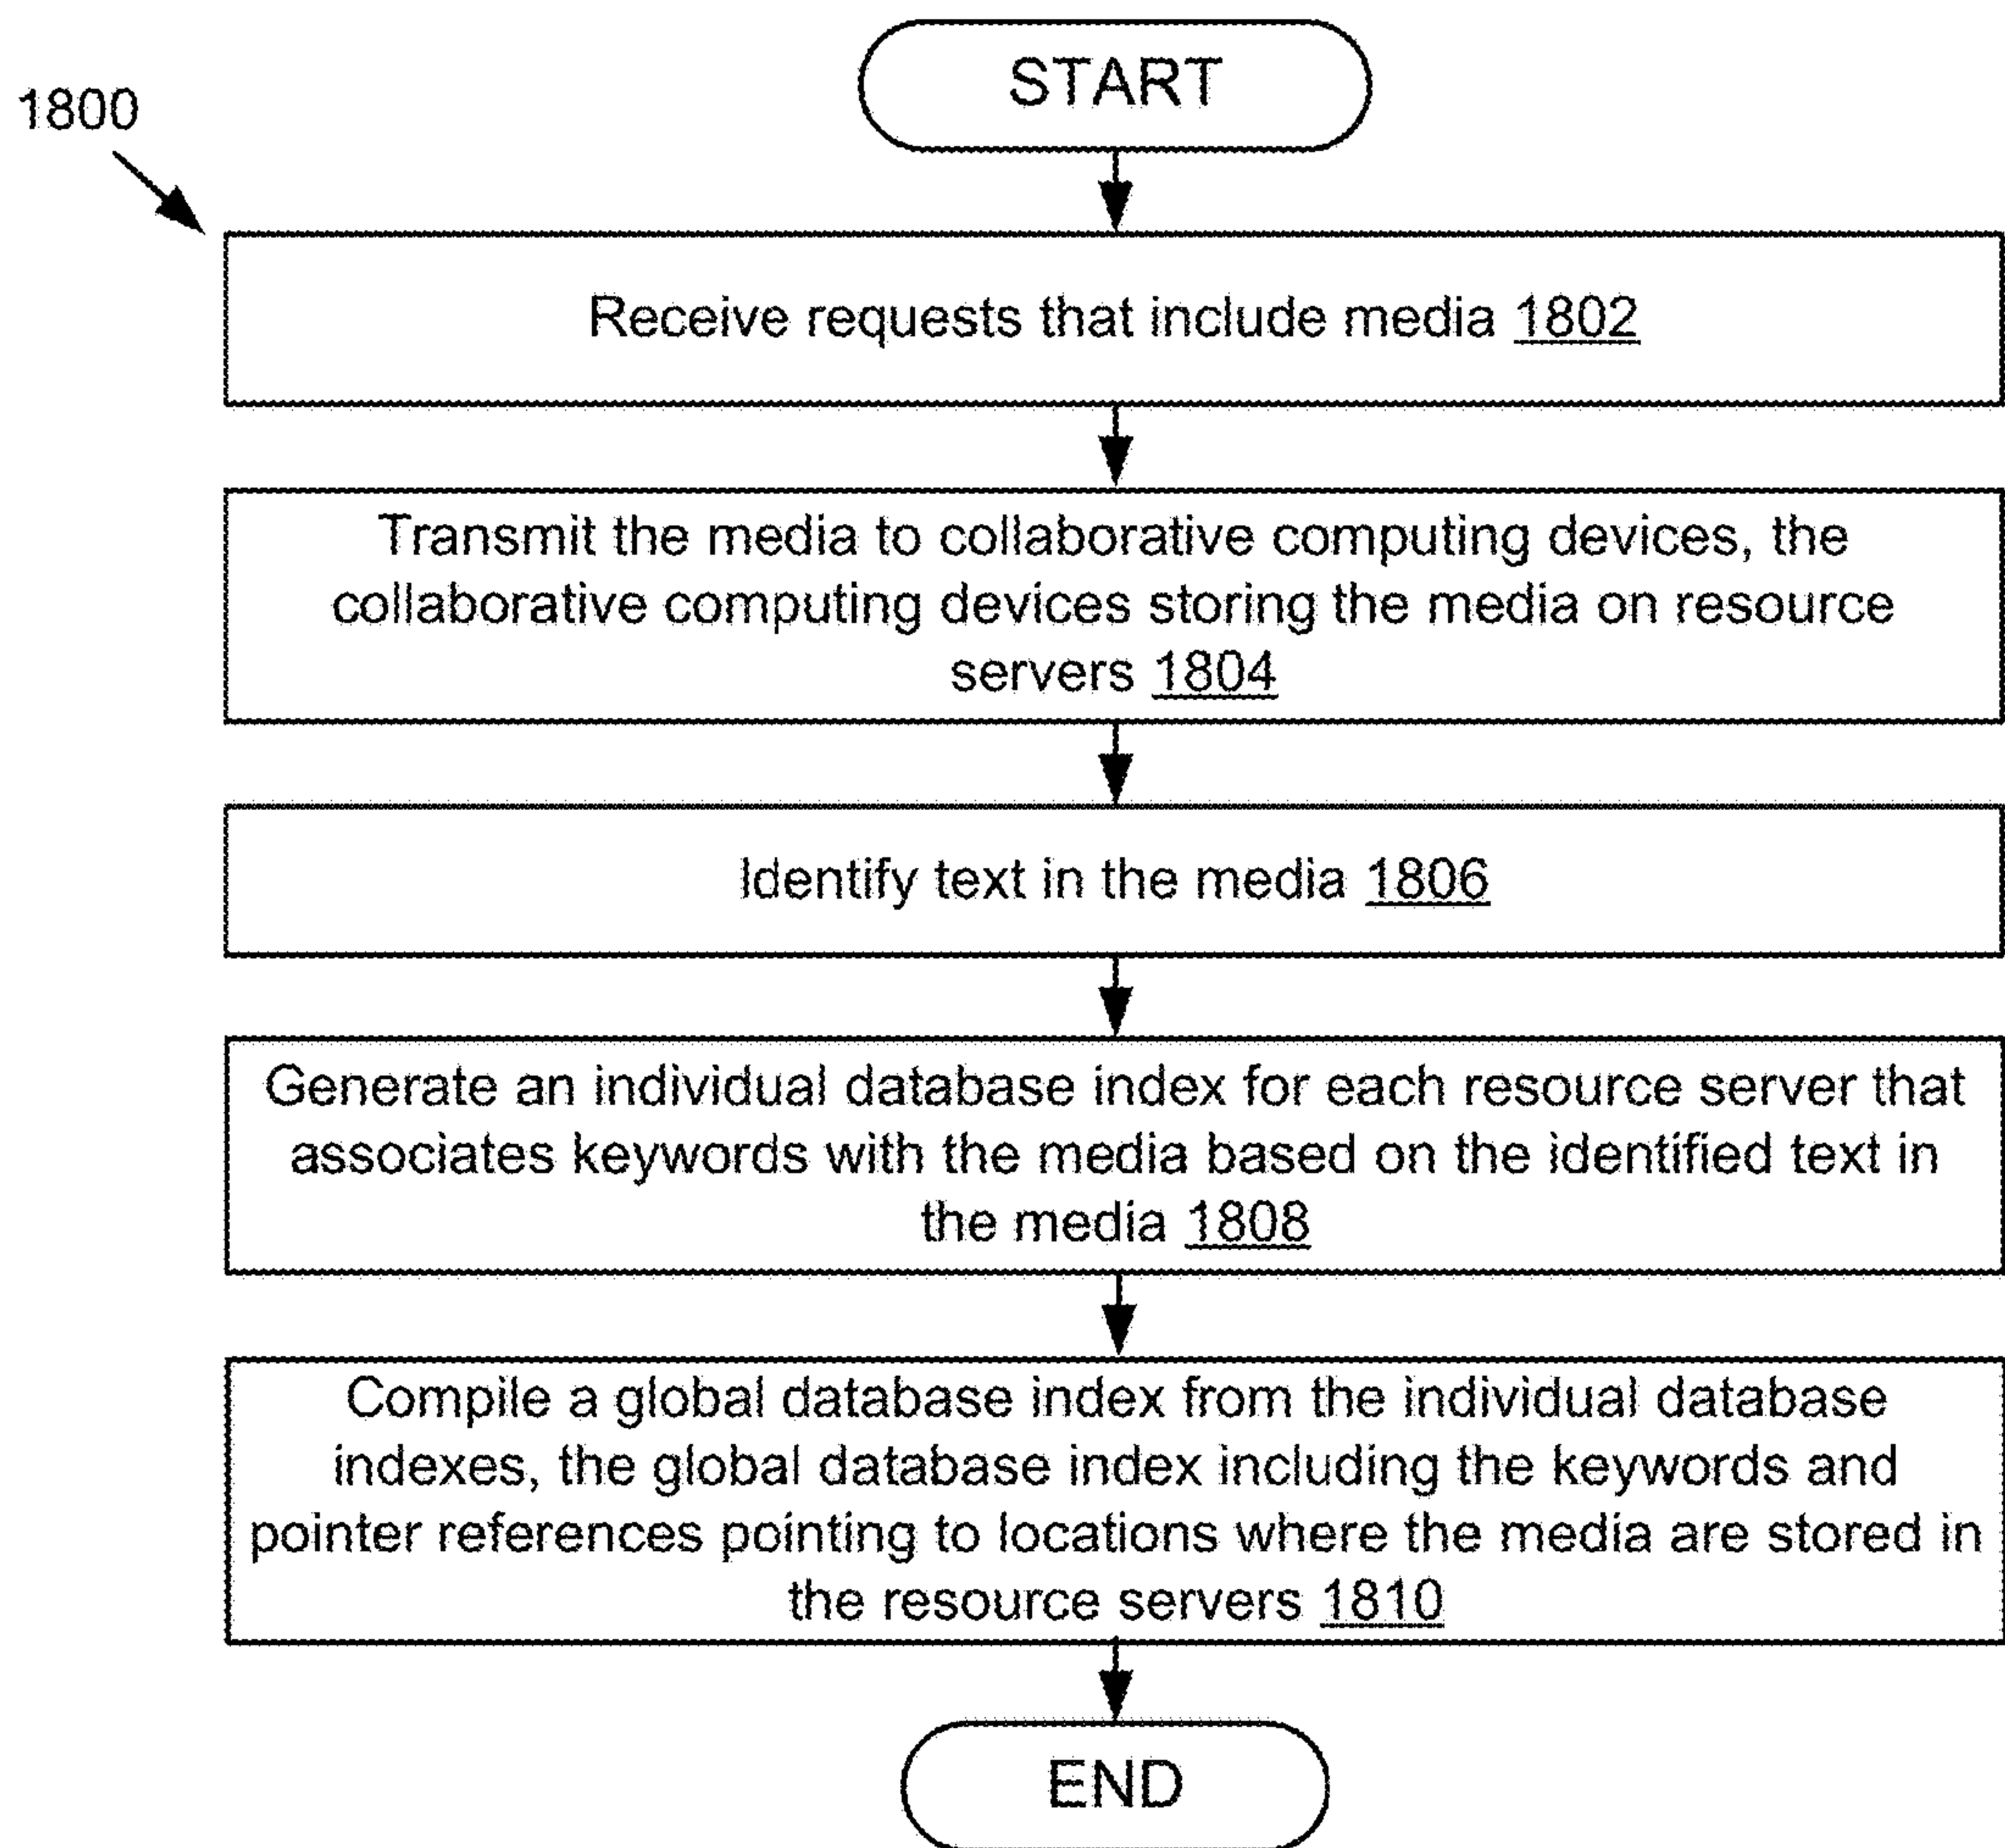 START
1800
Receive requests that include media 1802
Transmit the media to collaborative computing devices, the
collaborative computing devices storing the media on resource
servers 1804
Identify text in the media 1806
Generate an individual database index for each resource server that
associates keywords with the media based on the identified text in
the media 1808
Compile a global database index from the individual database
indexes, the global database index including the keywords and
pointer references pointing to locations where the media are stored in
the resource servers 1810
END